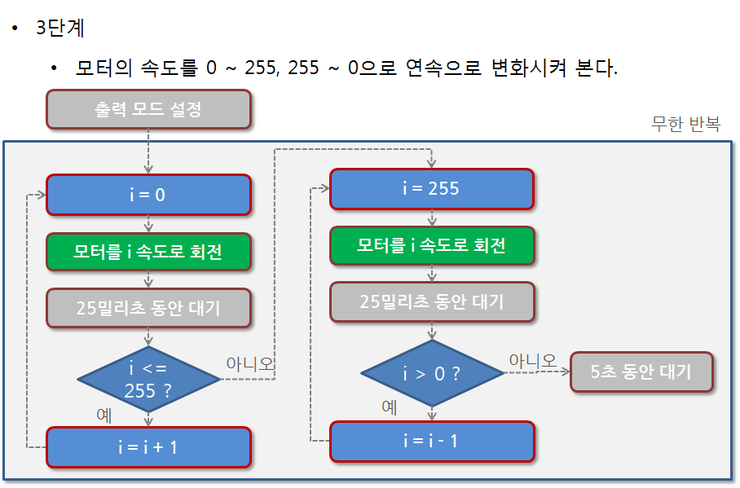 • 3단계
• 모터의 속도를 0 ~ 255, 255 ~ 0으로 연속으로 변화시켜 본다.
출력 모드 설정
무한 반복
i = 0
모터를 i 속도로 회전
25밀리초 동안 대기
i <=
255 ?
아니오
예
i = i + 1
i = 255
모터를 i 속도로 회전
25밀리초 동안 대기
i > 0 ?
아니오
예
i = i - 1
5초 동안 대기